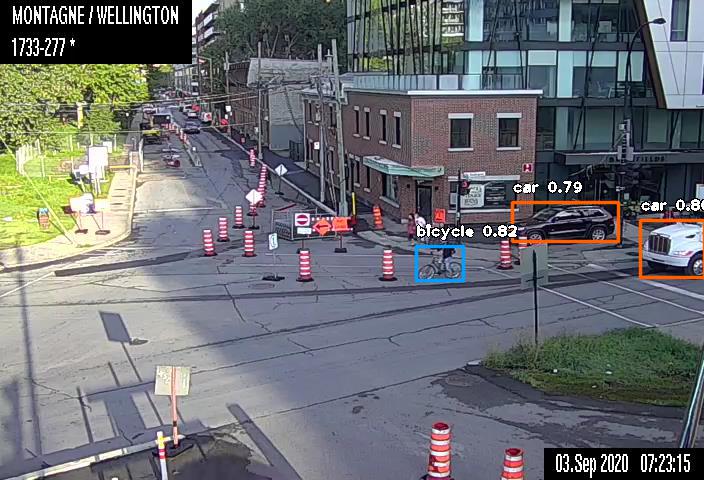 MONTAGNE / WELLINGTON
1733-277 *
car 0.79
car 0.80
bicycle 0.82
03.Sep 2020 07:23:15